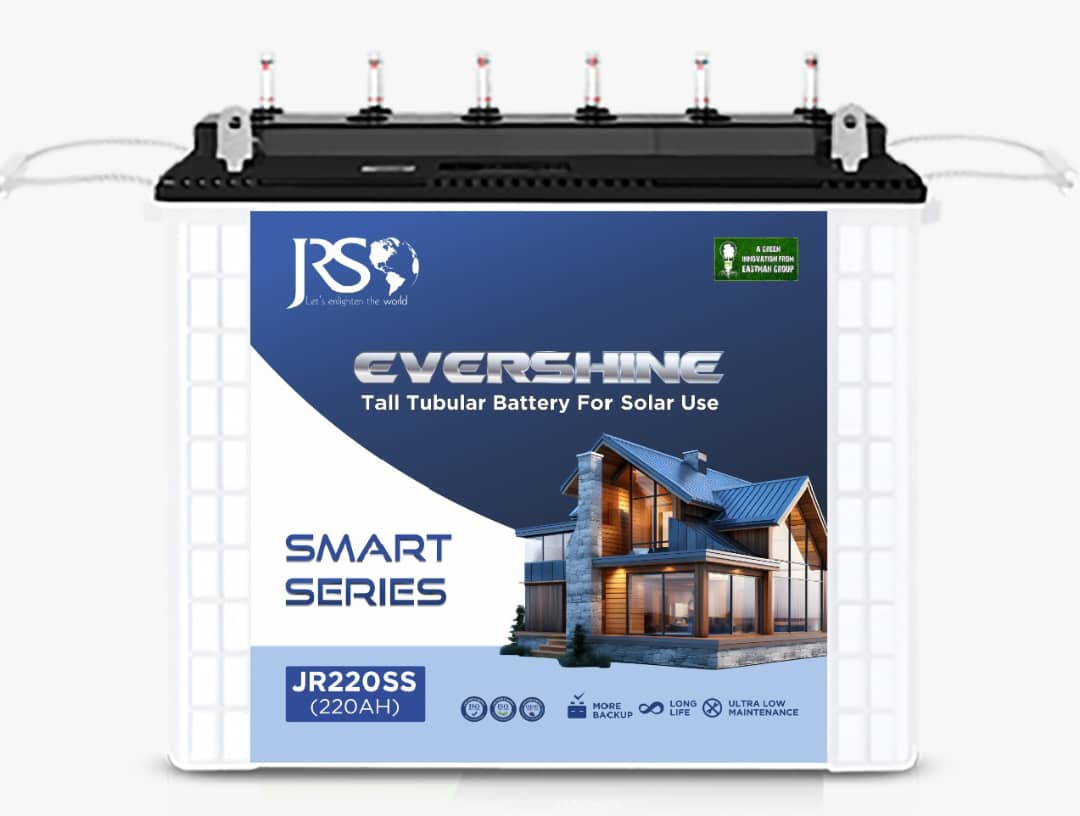 JRS
Let's enlighten the world
A GREEN
INNOVATION FROM
EASTMAN GROUP
EVERSHINE
Tall Tubular Battery For Solar Use
SMART
SERIES
JR220SS
(220AH)
MORE
BACKUP
LONG
LIFE
ULTRA LOW
MAINTENANCE